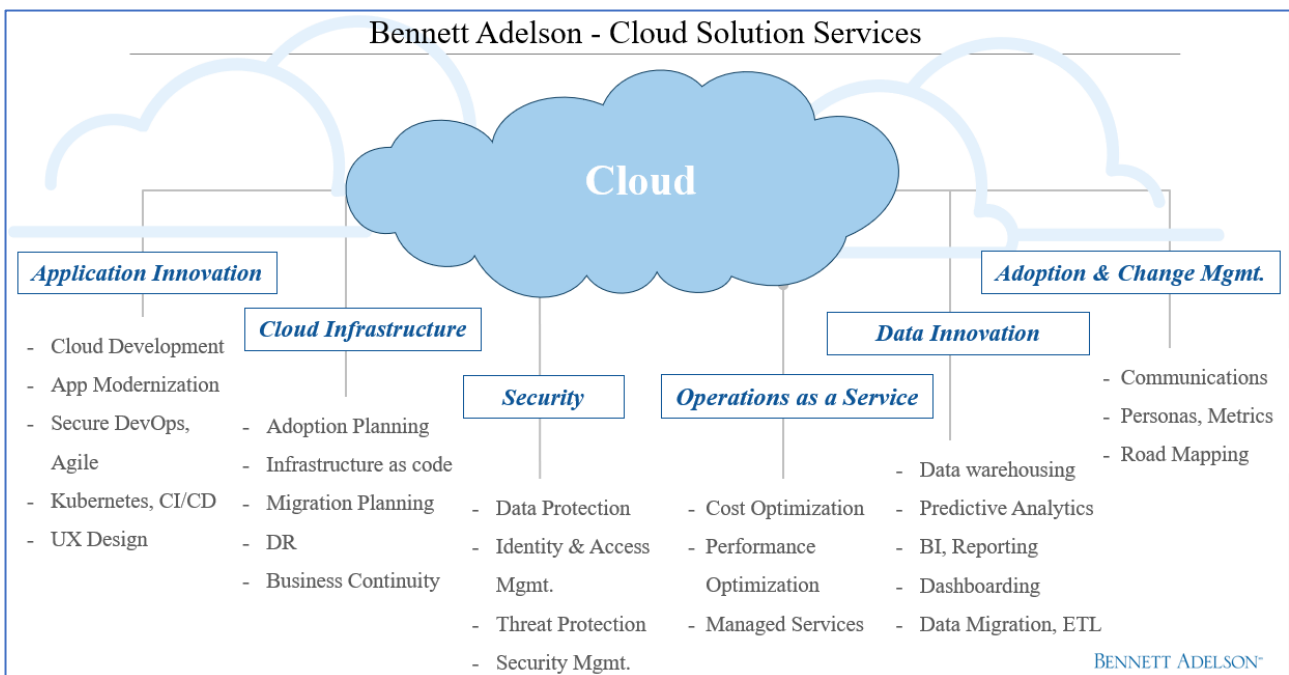 Bennett Adelson - Cloud Solution Services
Cloud
Application Innovation
- Cloud Development
- App Modernization
- Secure DevOps,
Agile
- Kubernetes, CI/CD
- UX Design
Cloud Infrastructure
- Adoption Planning
- Infrastructure as code
- Migration Planning
- DR
- Business Continuity
Security
- Data Protection
- Identity & Access
Mgmt.
- Threat Protection
- Security Mgmt.
Operations as a Service
- Cost Optimization
- Performance
Optimization
- Managed Services
Data Innovation
- Data warehousing
- Predictive Analytics
- BI, Reporting
- Dashboarding
- Data Migration, ETL
Adoption & Change Mgmt.
- Communications
- Personas, Metrics
- Road Mapping
BENNETT ADELSON™